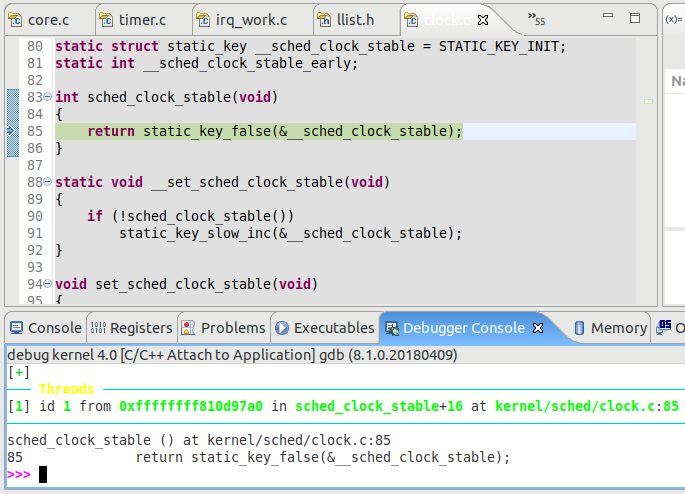 core.c timer.c irq_work.c llist.h clock.c »55 (x)=
80 static struct static_key __sched_clock_stable = STATIC_KEY_INIT;
81 static int __sched_clock_stable_early;
82
83 int sched_clock_stable(void)
84 {
85     return static_key_false(&__sched_clock_stable);
86 }
87
88 static void __set_sched_clock_stable(void)
89 {
90     if (!sched_clock_stable())
91         static_key_slow_inc(&__sched_clock_stable);
92 }
93
94 void set_sched_clock_stable(void)
95 {
Na
Console Registers Problems Executables Debugger Console Memory O
debug kernel 4.0 [C/C++ Attach to Application] gdb (8.1.0.20180409)
[+]
Threads
[1] id 1 from 0xffffffff810d97a0 in sched_clock_stable+16 at kernel/sched/clock.c:85
sched_clock_stable () at kernel/sched/clock.c:85
85              return static_key_false(&__sched_clock_stable);
>>>